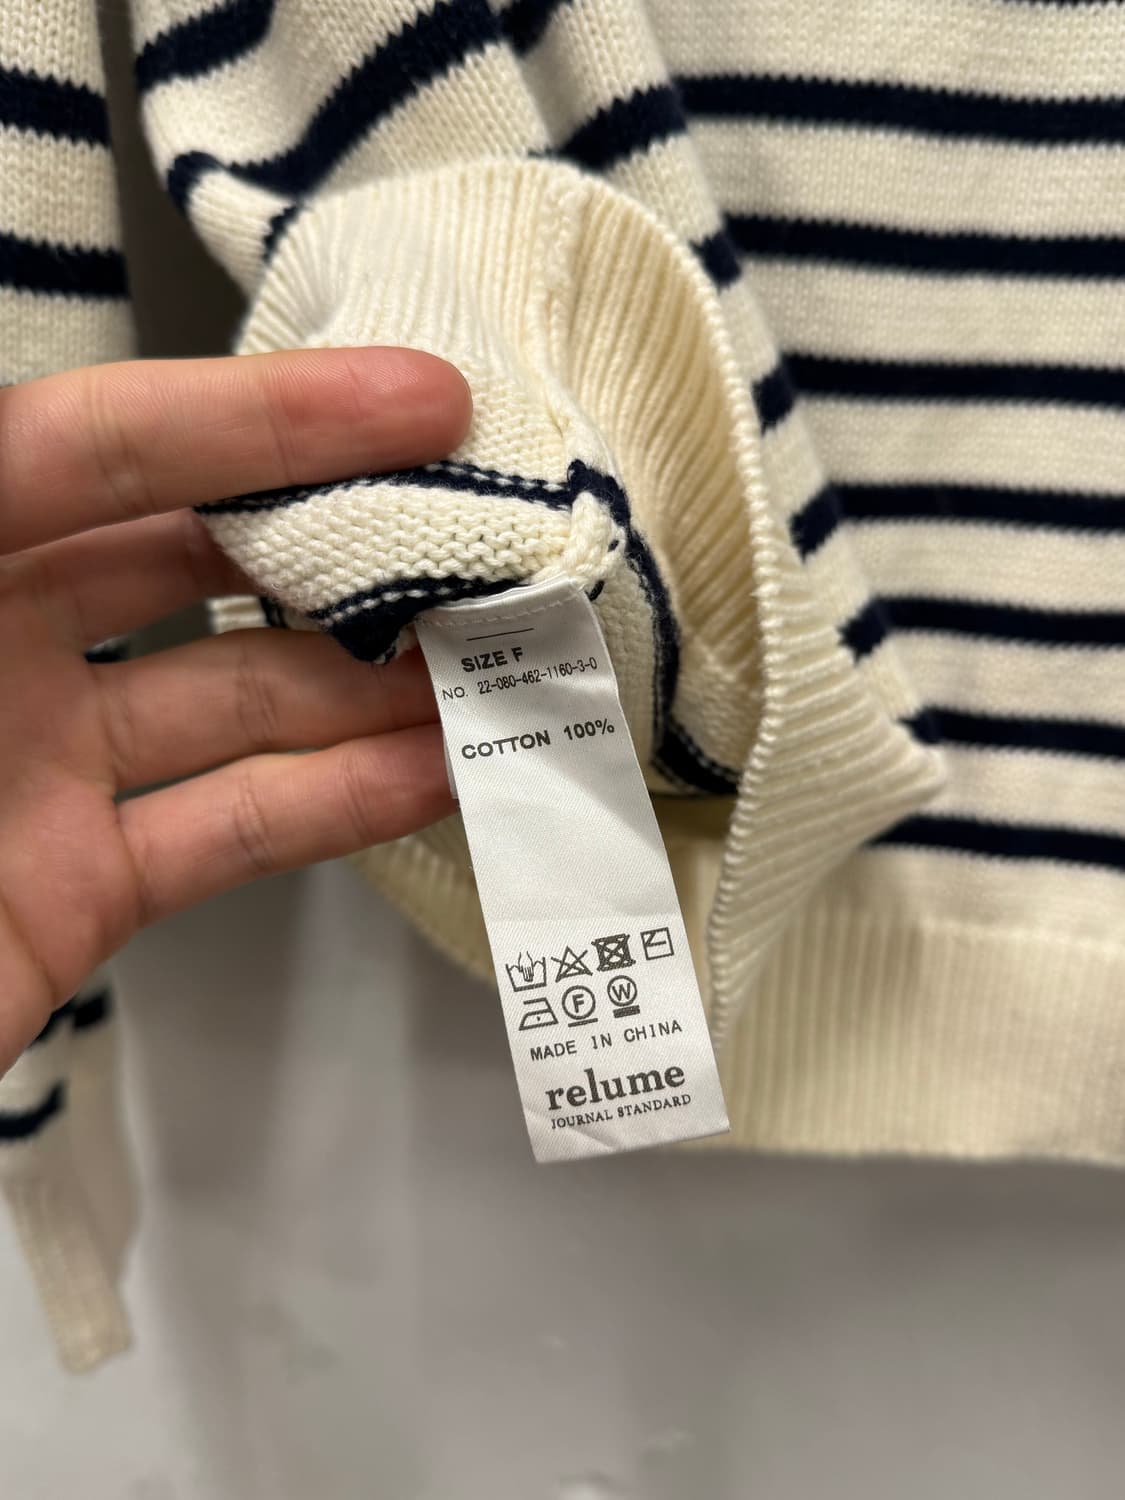 SIZE F
NO. 22-080-462-1160-3-0
COTTON 100%
F W
MADE IN CHINA
relume
JOURNAL STANDARD